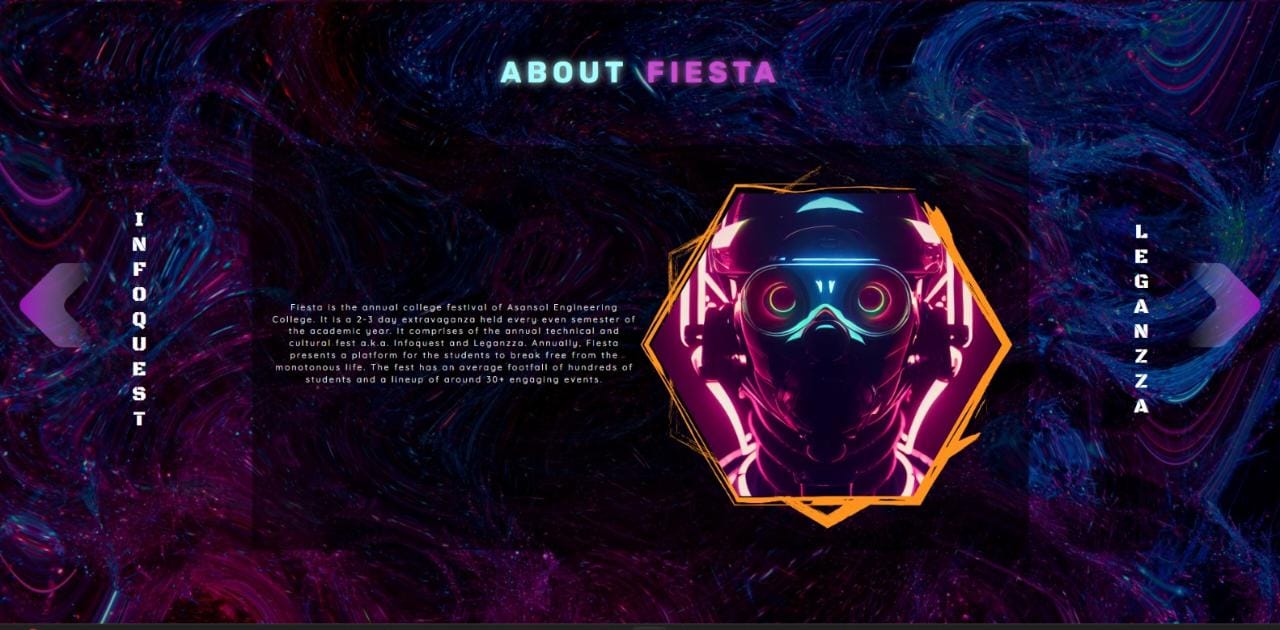 ABOUT FIESTA
INFOQUEST
Fiesta is the annual college festival of Asansol Engineering
College. It is a 2-3 day extravaganza held every even semester of
the academic year. It comprises of the annual technical and
cultural fest a.k.a. Infoquest and Leganzza. Annually, Fiesta
presents a platform for the students to break free from the
monotonous life. The fest has an average footfall of hundreds of
students and a lineup of around 30+ engaging events.
LEGANZZA